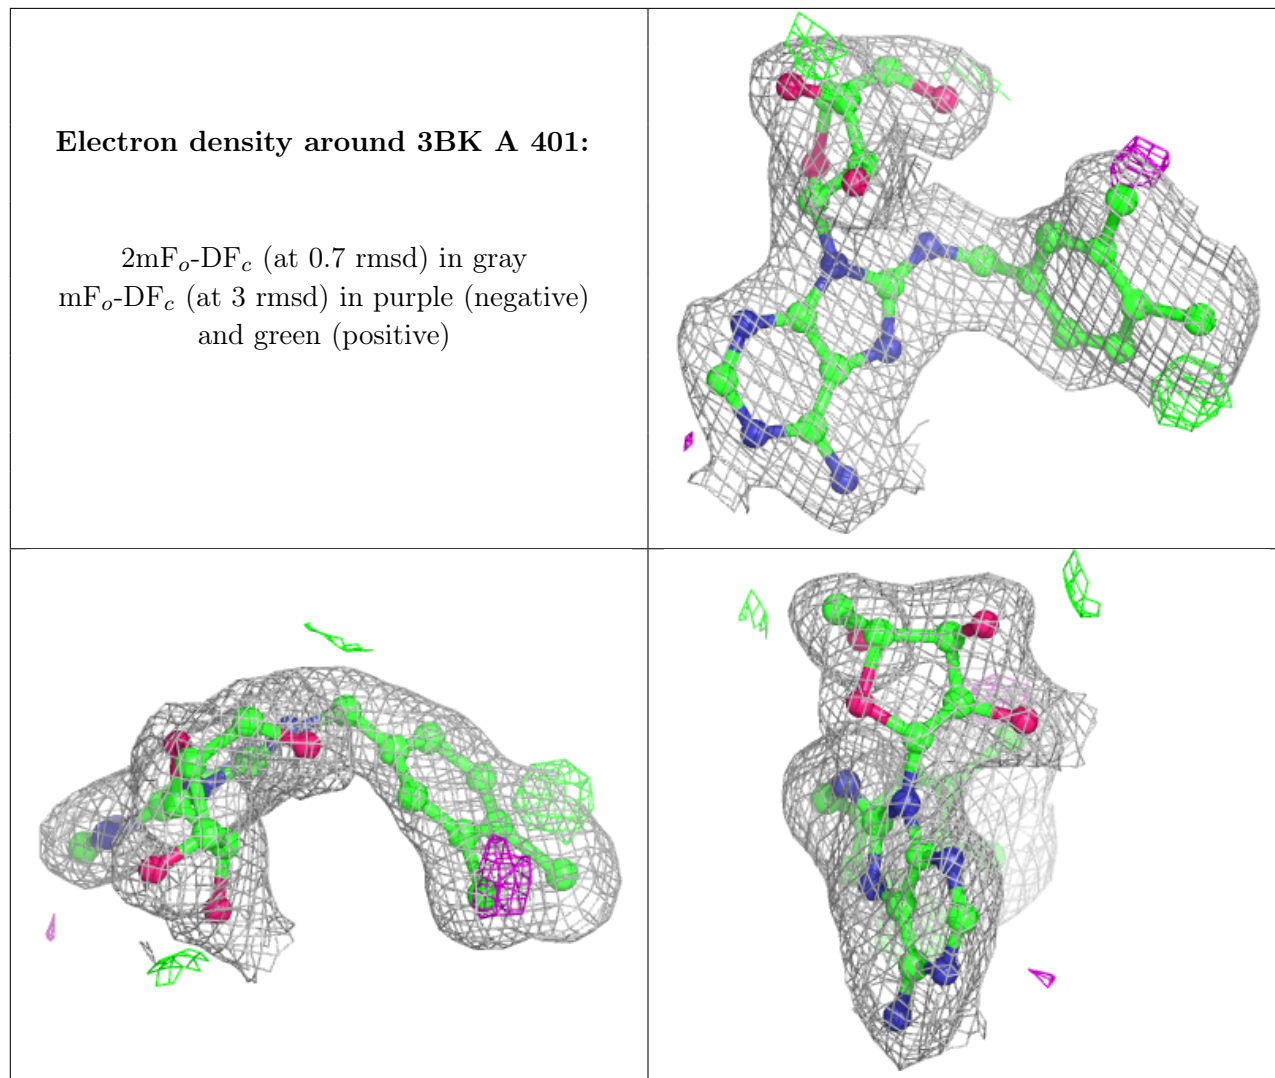 Electron density around 3BK A 401:
2mFo-DFc (at 0.7 rmsd) in gray
mFo-DFc (at 3 rmsd) in purple (negative)
and green (positive)